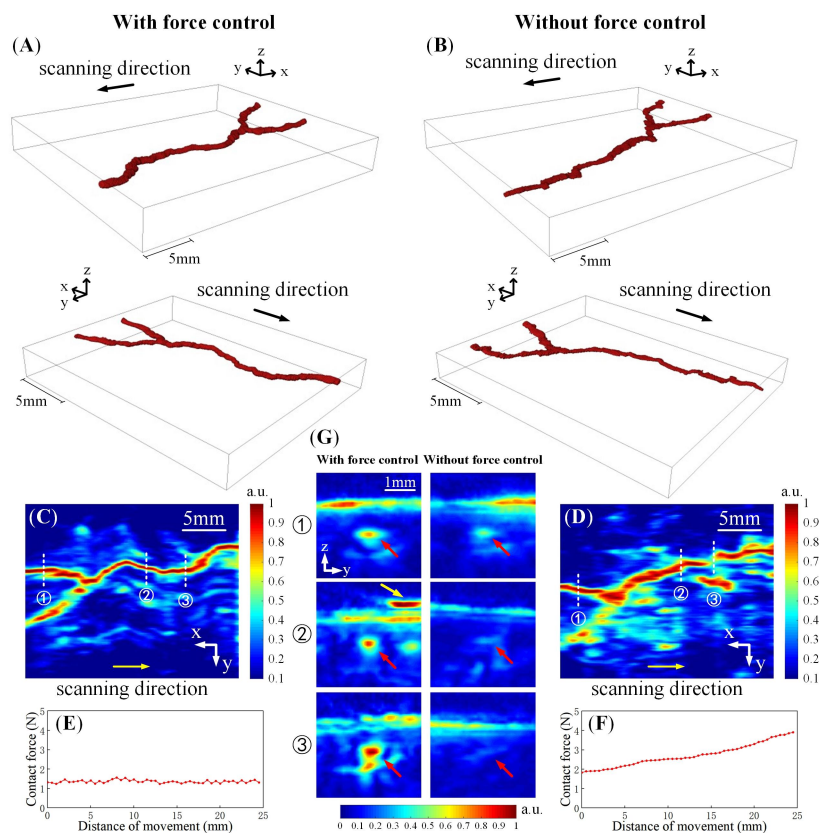 With force control
Without force control
(A)
z
y x
scanning direction
5mm
(B)
z
y x
scanning direction
5mm
z
x
y
scanning direction
5mm
z
x
y
scanning direction
5mm
(G)
With force control Without force control
1mm
①
z
y
②
③
0 0.1 0.2 0.3 0.4 0.5 0.6 0.7 0.8 0.9 1
a.u.
(C)
5mm
① ② ③
x
y
scanning direction
a.u.
1
0.9
0.8
0.7
0.6
0.5
0.4
0.3
0.2
0.1
(D)
5mm
① ② ③
x
y
scanning direction
a.u.
1
0.9
0.8
0.7
0.6
0.5
0.4
0.3
0.2
0.1
(E)
Contact force (N)
5
4
3
2
1
0
0 5 10 15 20 25
Distance of movement (mm)
(F)
Contact force (N)
5
4
3
2
1
0
0 5 10 15 20 25
Distance of movement (mm)